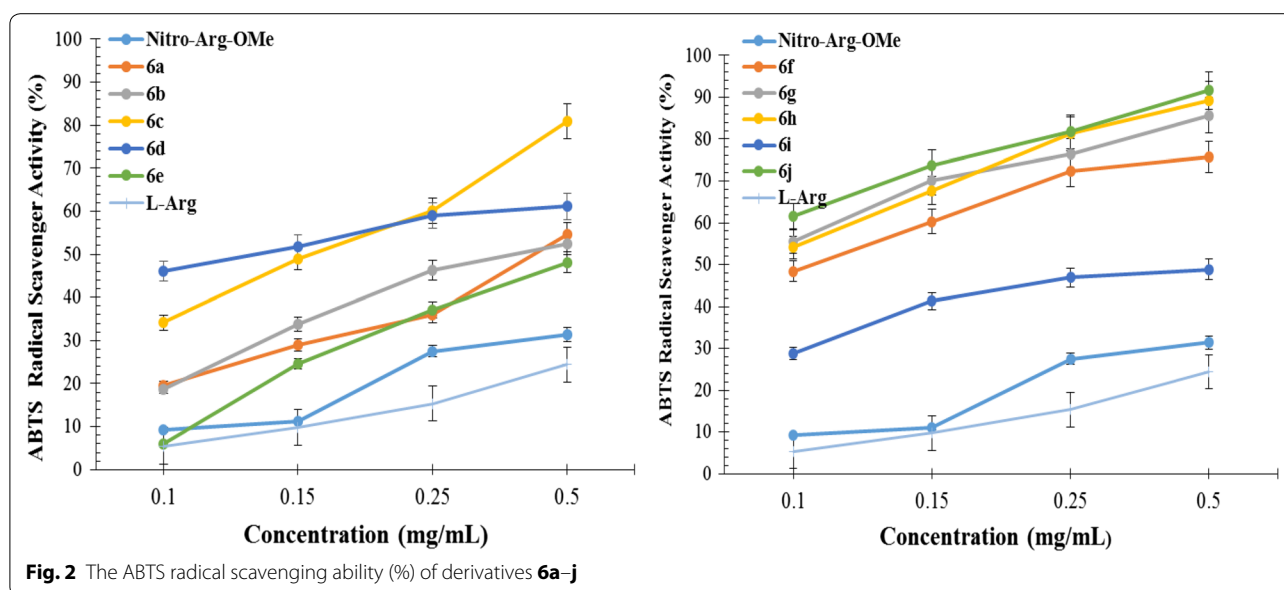 ABTS Radical Scavenger Activity (%)
100
90
80
70
60
50
40
30
20
10
0
Nitro-Arg-OMe
6a
6b
6c
6d
6e
L-Arg
0.1 0.15 0.25 0.5
Concentration (mg/mL)
ABTS Radical Scavenger Activity (%)
100
90
80
70
60
50
40
30
20
10
0
Nitro-Arg-OMe
6f
6g
6h
6i
6j
L-Arg
0.1 0.15 0.25 0.5
Concentration (mg/mL)
Fig. 2 The ABTS radical scavenging ability (%) of derivatives 6a–j